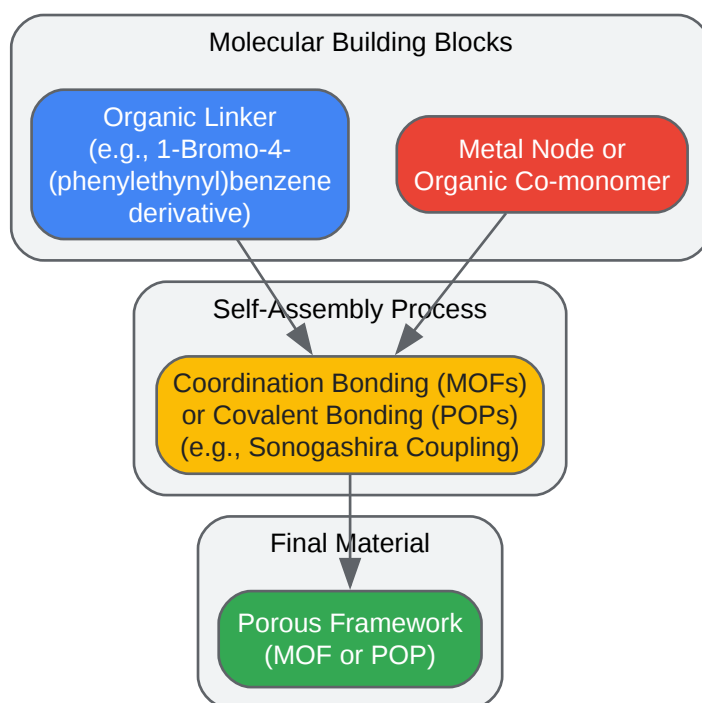 Molecular Building Blocks
Organic Linker
(e.g., 1-Bromo-4-
(phenylethynyl)benzene
derivative)
Metal Node or
Organic Co-monomer
Self-Assembly Process
Coordination Bonding (MOFs)
or Covalent Bonding (POPs)
(e.g., Sonogashira Coupling)
Final Material
Porous Framework
(MOF or POP)